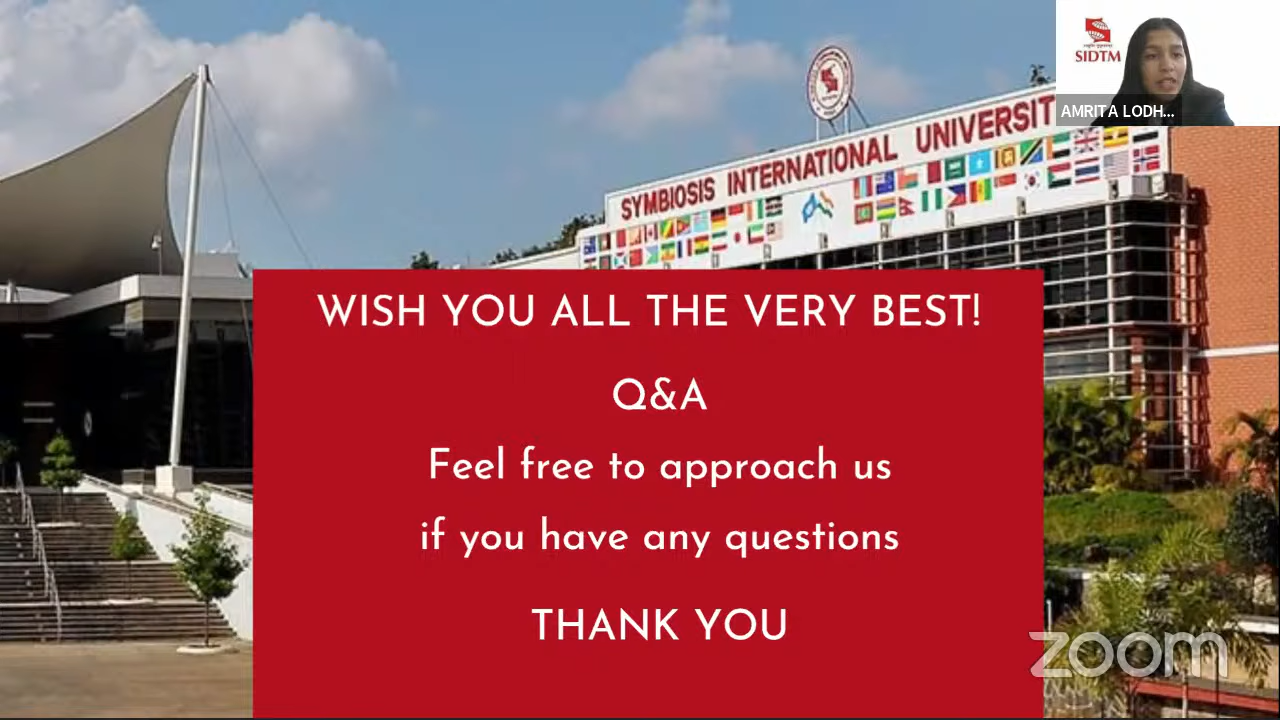 SIDTM
AMRITA LODH...
SYMBIOSIS INTERNATIONAL UNIVERSIT
WISH YOU ALL THE VERY BEST!
Q&A
Feel free to approach us
if you have any questions
THANK YOU
zoom